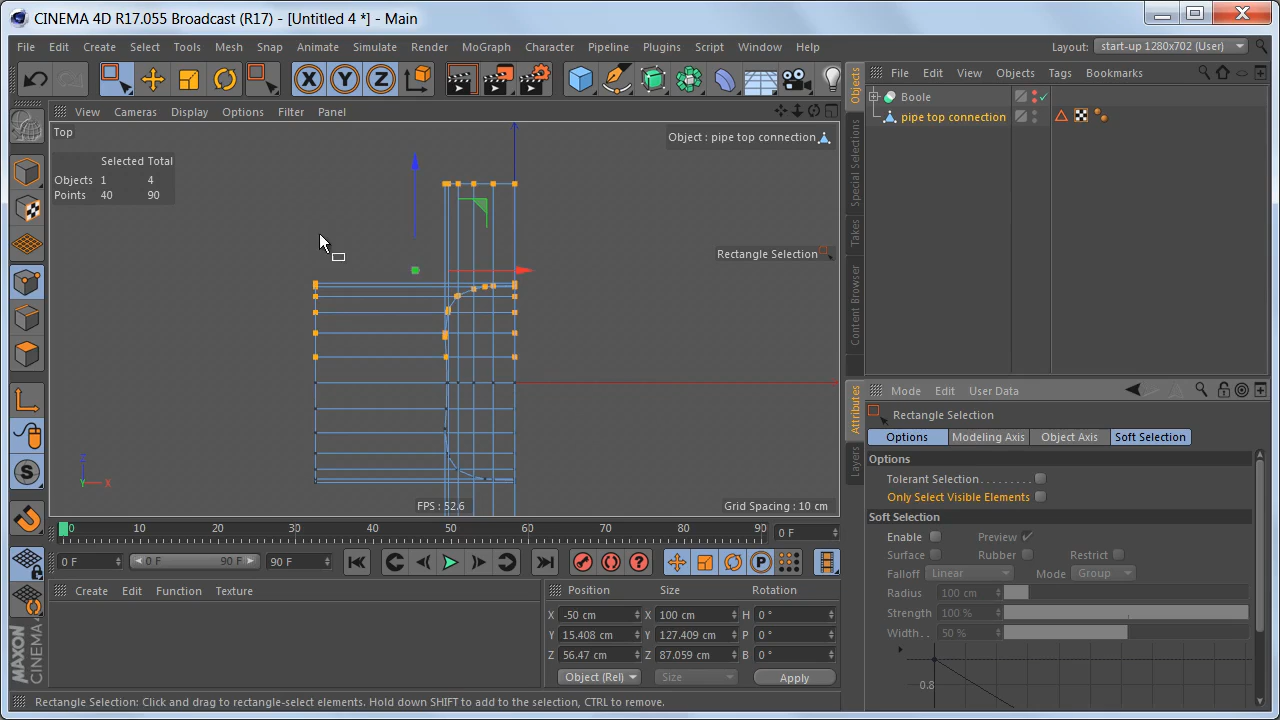 CINEMA 4D R17.055 Broadcast (R17) - [Untitled 4 *] - Main
File Edit Create Select Tools Mesh Snap Animate Simulate Render MoGraph Character Pipeline Plugins Script Window Help
Layout: start-up 1280x702 (User)
X Y Z
View Cameras Display Options Filter Panel
File Edit View Objects Tags Bookmarks
Boole
pipe top connection
Objects
Special Selections
Takes
Content Browser
Top
Object : pipe top connection
Selected Total
Objects 1 4
Points 40 90
Rectangle Selection
Z
Y X
FPS : 52.6
Grid Spacing : 10 cm
Attributes
Layers
Mode Edit User Data
Rectangle Selection
Options Modeling Axis Object Axis Soft Selection
Options
Tolerant Selection
Only Select Visible Elements
Soft Selection
Enable Preview
Surface Rubber Restrict
Falloff Linear Mode Group
Radius 100 cm
Strength 100 %
Width 50 %
0.8
0 10 20 30 40 50 60 70 80 90
0 F
0 F 0 F 90 F 90 F
Create Edit Function Texture
Position Size Rotation
X -50 cm X 100 cm H 0 °
Y 15.408 cm Y 127.409 cm P 0 °
Z 56.47 cm Z 87.059 cm B 0 °
Object (Rel) Size Apply
MAXON
CINEMA 4D
Rectangle Selection: Click and drag to rectangle-select elements. Hold down SHIFT to add to the selection, CTRL to remove.